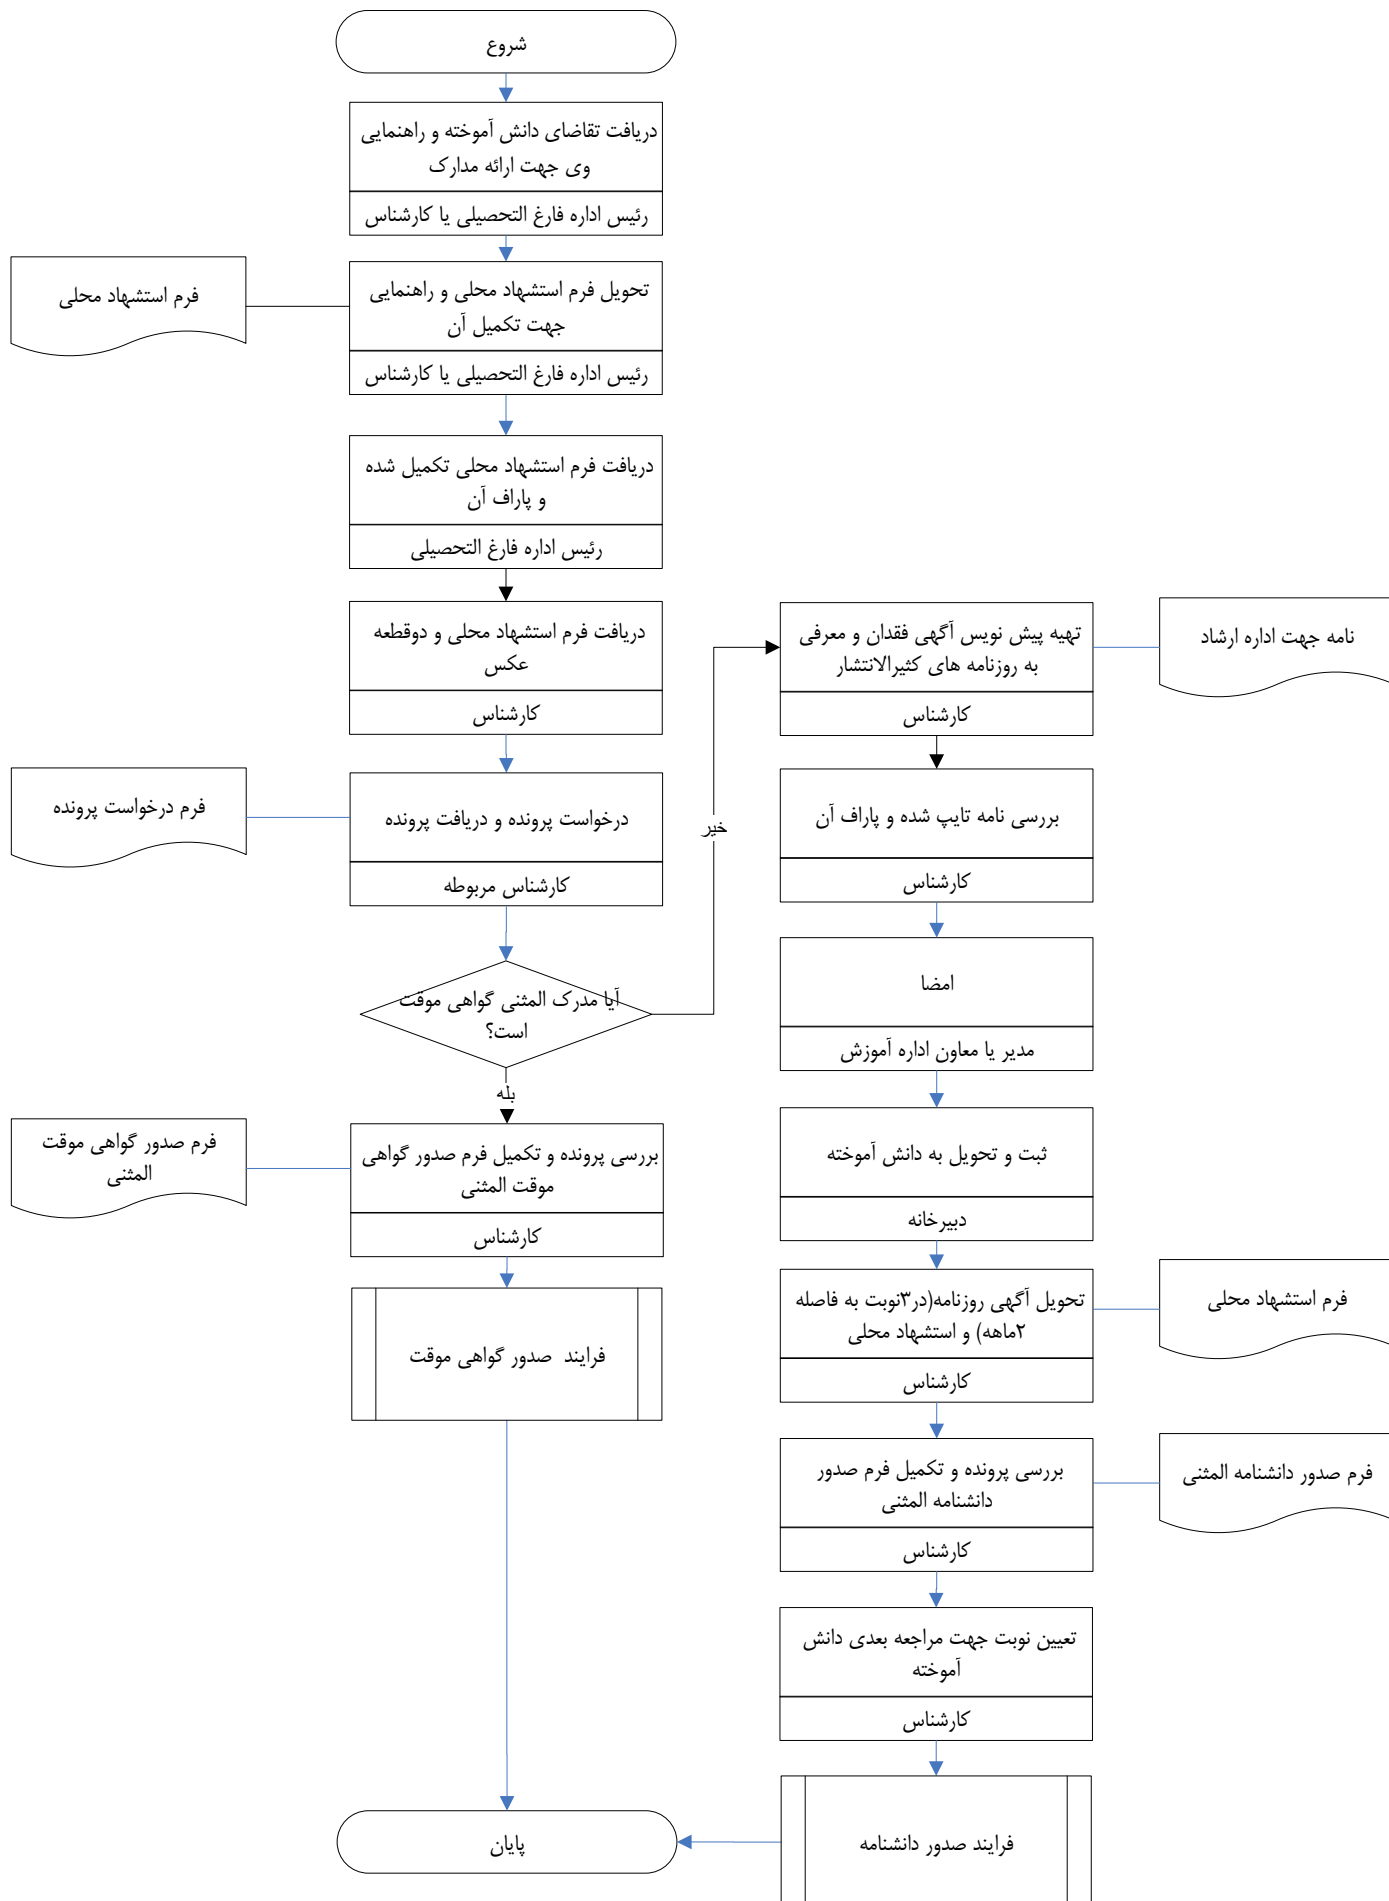 شروع
دریافت تقاضای دانش آموخته و راهنمایی
وی جهت ارائه مدارک
رئیس اداره فارغ التحصیلی یا کارشناس
تحویل فرم استشهاد محلی و راهنمایی
جهت تکمیل آن
رئیس اداره فارغ التحصیلی یا کارشناس
فرم استشهاد محلی
دریافت فرم استشهاد محلی تکمیل شده
و پاراف آن
رئیس اداره فارغ التحصیلی
دریافت فرم استشهاد محلی و دوقطعه
عکس
کارشناس
درخواست پرونده و دریافت پرونده
کارشناس مربوطه
فرم درخواست پرونده
آیا مدرک المثنی گواهی موقت
است؟
بله
خیر
بررسی پرونده و تکمیل فرم صدور گواهی
موقت المثنی
کارشناس
فرم صدور گواهی موقت
المثنی
فرایند صدور گواهی موقت
تهیه پیش نویس آگهی فقدان و معرفی
به روزنامه های کثیرالانتشار
کارشناس
نامه جهت اداره ارشاد
بررسی نامه تایپ شده و پاراف آن
کارشناس
امضا
مدیر یا معاون اداره آموزش
ثبت و تحویل به دانش آموخته
دبیرخانه
تحویل آگهی روزنامه(در۳نوبت به فاصله
۲ماهه) و استشهاد محلی
کارشناس
فرم استشهاد محلی
بررسی پرونده و تکمیل فرم صدور
دانشنامه المثنی
کارشناس
فرم صدور دانشنامه المثنی
تعیین نوبت جهت مراجعه بعدی دانش
آموخته
کارشناس
فرایند صدور دانشنامه
پایان